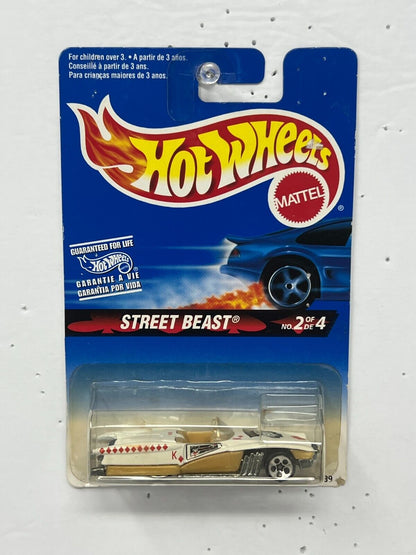 For children over 3. • A partir de 3 años.
Conseillé à partir de 3 ans.
Para crianças maiores de 3 anos.
HOT WHEELS
MATTEL
®
GUARANTEED FOR LIFE
HOT WHEELS
GARANTIE À VIE
GARANTIA POR VIDA
STREET BEAST®
NO. 2 OF DE 4
K
39